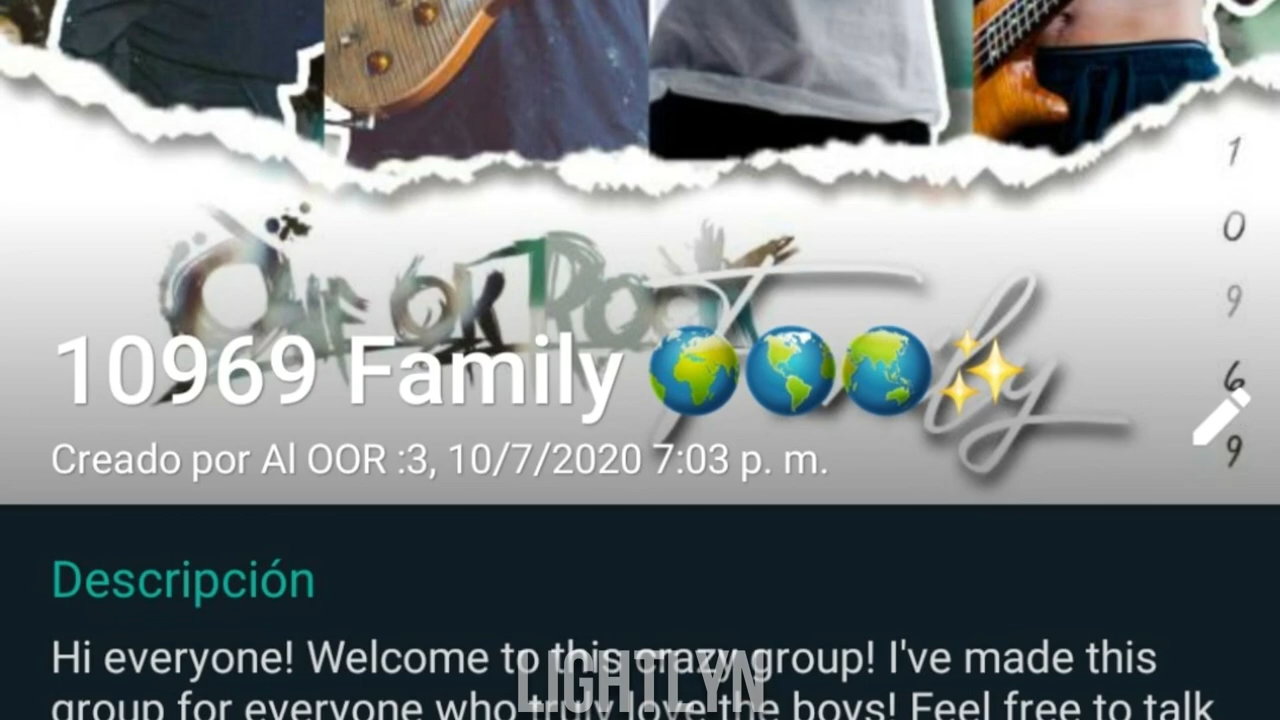 1
0
9
6
9
ONE OK ROCK
Family
10969 Family 🌍🌎🌏✨
Creado por Al OOR :3, 10/7/2020 7:03 p. m.
Descripción
Hi everyone! Welcome to this crazy group! I've made this
group for everyone who truly love the boys! Feel free to talk
LIGHTLYN